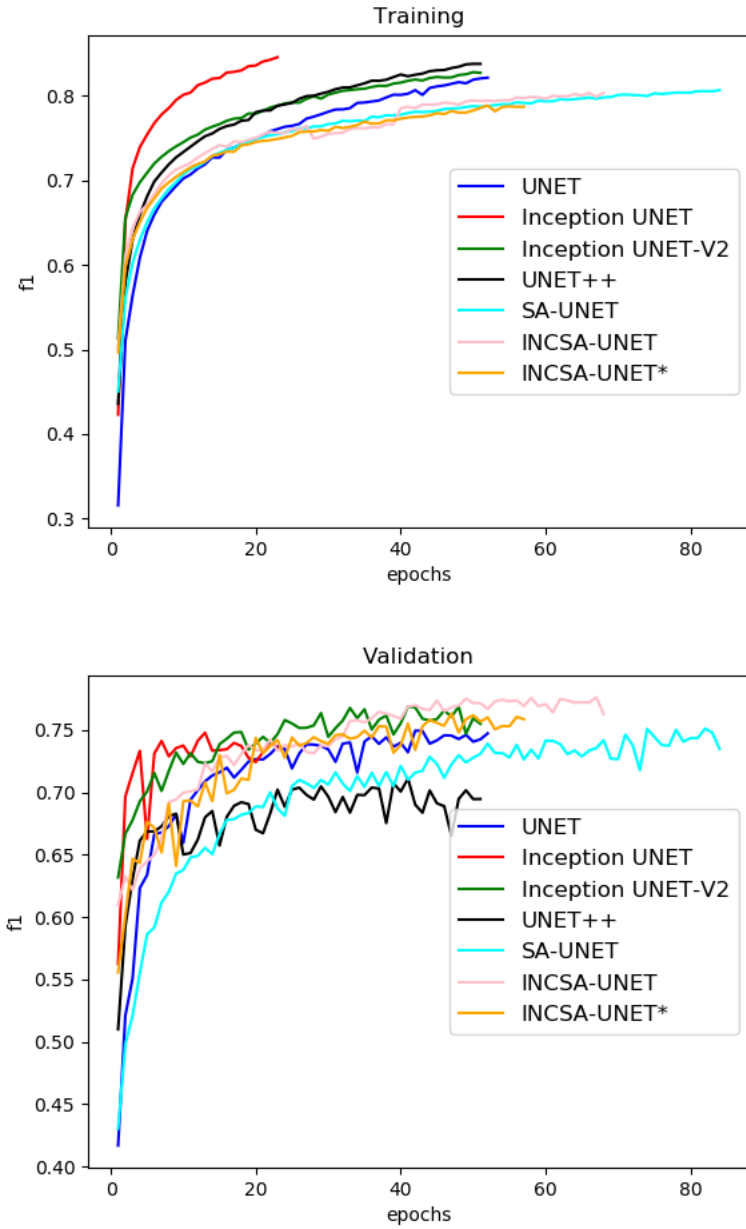 Training
0.8
0.7
0.6
0.5
0.4
0.3
f1
UNET
Inception UNET
Inception UNET-V2
UNET++
SA-UNET
INCSA-UNET
INCSA-UNET*
0 20 40 60 80
epochs
Validation
0.75
0.70
0.65
0.60
0.55
0.50
0.45
0.40
f1
UNET
Inception UNET
Inception UNET-V2
UNET++
SA-UNET
INCSA-UNET
INCSA-UNET*
0 20 40 60 80
epochs